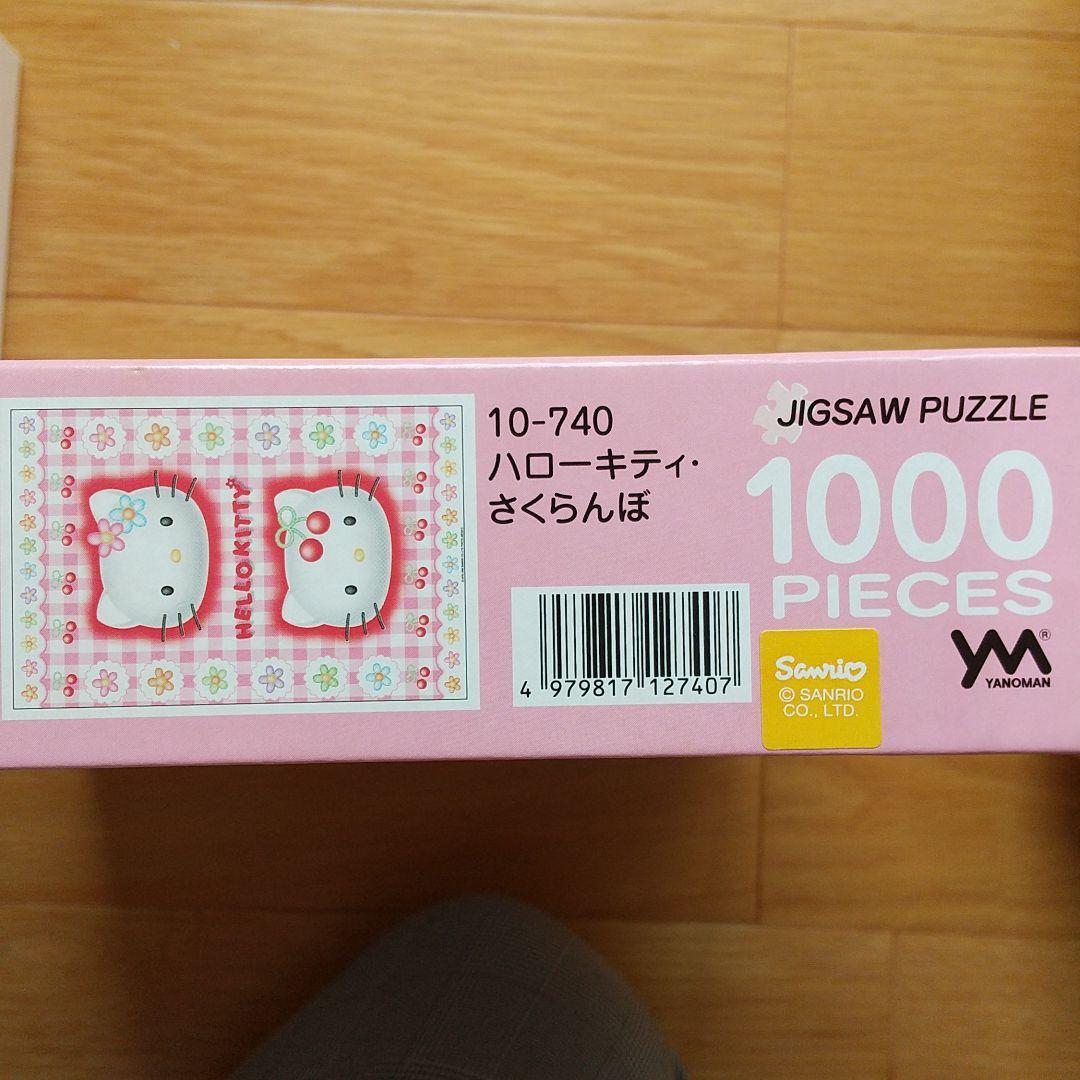 HELLO KITTY
10-740
ハローキティ・
さくらんぼ
4 979817 127407
JIGSAW PUZZLE
1000
PIECES
Sanrio
© SANRIO
CO., LTD.
YM®
YANOMAN